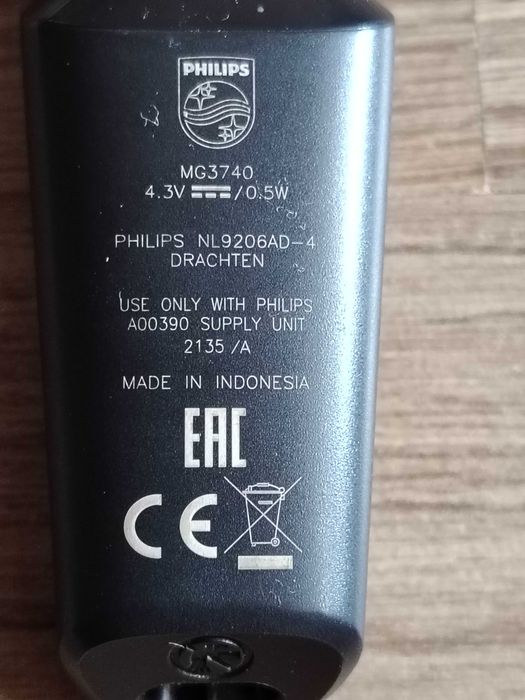 PHILIPS
MG3740
4.3V ⎓ / 0.5W
PHILIPS NL9206AD-4
DRACHTEN
USE ONLY WITH PHILIPS
A00390 SUPPLY UNIT
2135 /A
MADE IN INDONESIA
EAC
CE